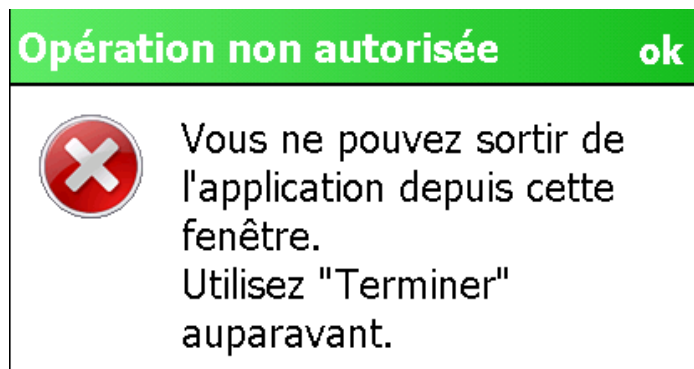 Opération non autorisée ok
Vous ne pouvez sortir de
l'application depuis cette
fenêtre.
Utilisez "Terminer"
auparavant.